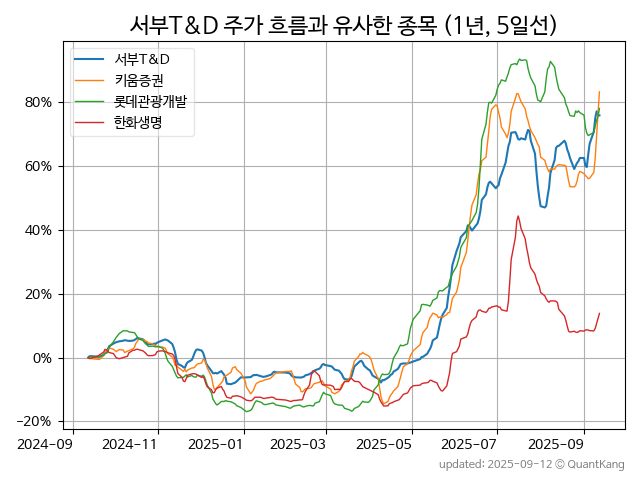 서부T&D 주가 흐름과 유사한 종목 (1년, 5일선)
서부T&D
키움증권
롯데관광개발
한화생명
80%
60%
40%
20%
0%
−20%
2024-09 2024-11 2025-01 2025-03 2025-05 2025-07 2025-09
updated: 2025-09-12 © QuantKang